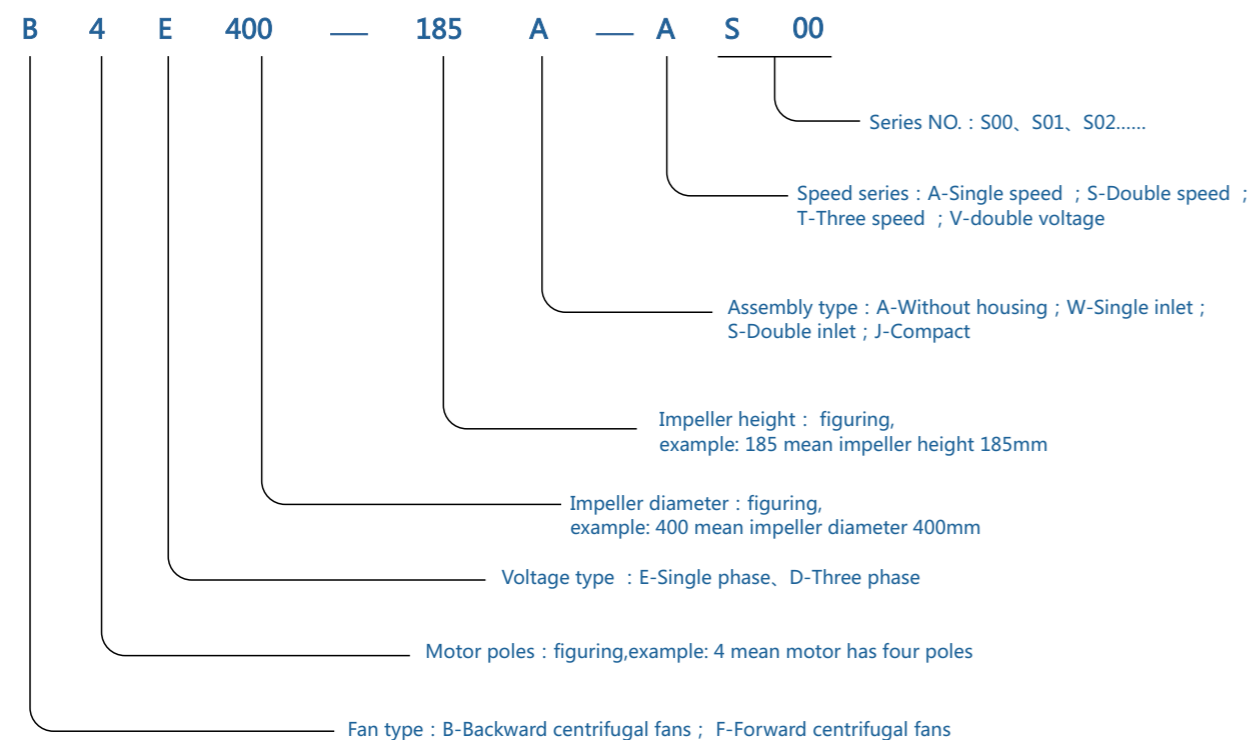 B 4 E 400 — 185 A — A S 00
Series NO.：S00、S01、S02......
Speed series：A-Single speed ；S-Double speed ；
T-Three speed ；V-double voltage
Assembly type：A-Without housing；W-Single inlet；
S-Double inlet；J-Compact
Impeller height： figuring,
example: 185 mean impeller height 185mm
Impeller diameter：figuring,
example: 400 mean impeller diameter 400mm
Voltage type ：E-Single phase、D-Three phase
Motor poles：figuring,example: 4 mean motor has four poles
Fan type：B-Backward centrifugal fans； F-Forward centrifugal fans